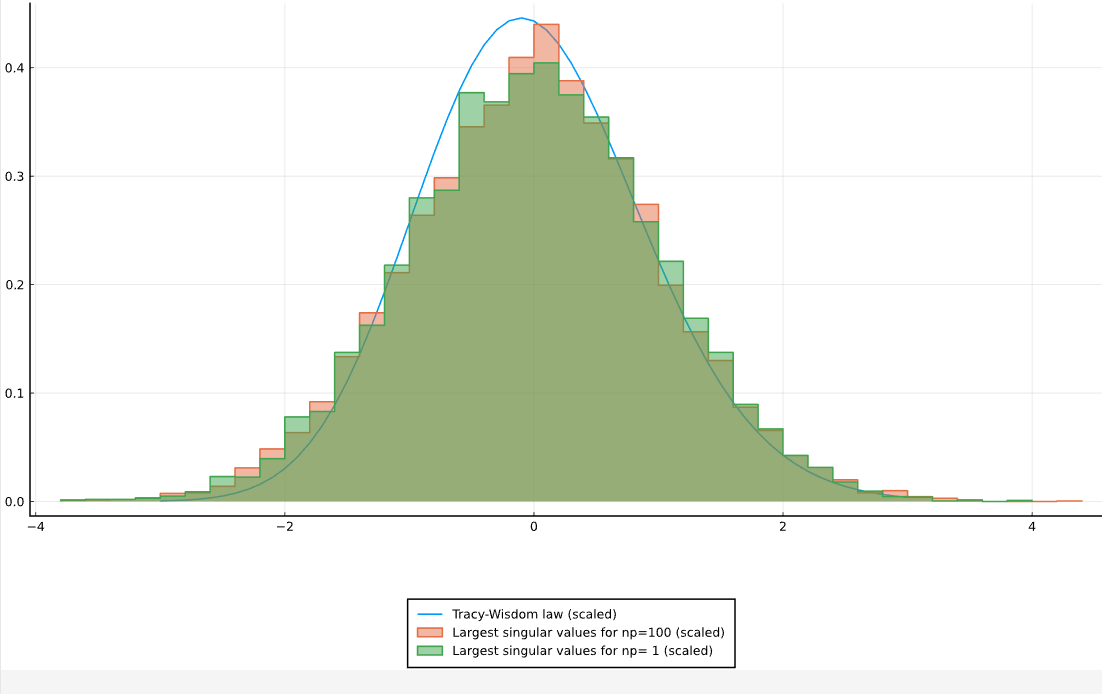 0.4
0.3
0.2
0.1
0.0
−4 −2 0 2 4
Tracy-Wisdom law (scaled)
Largest singular values for np=100 (scaled)
Largest singular values for np= 1 (scaled)